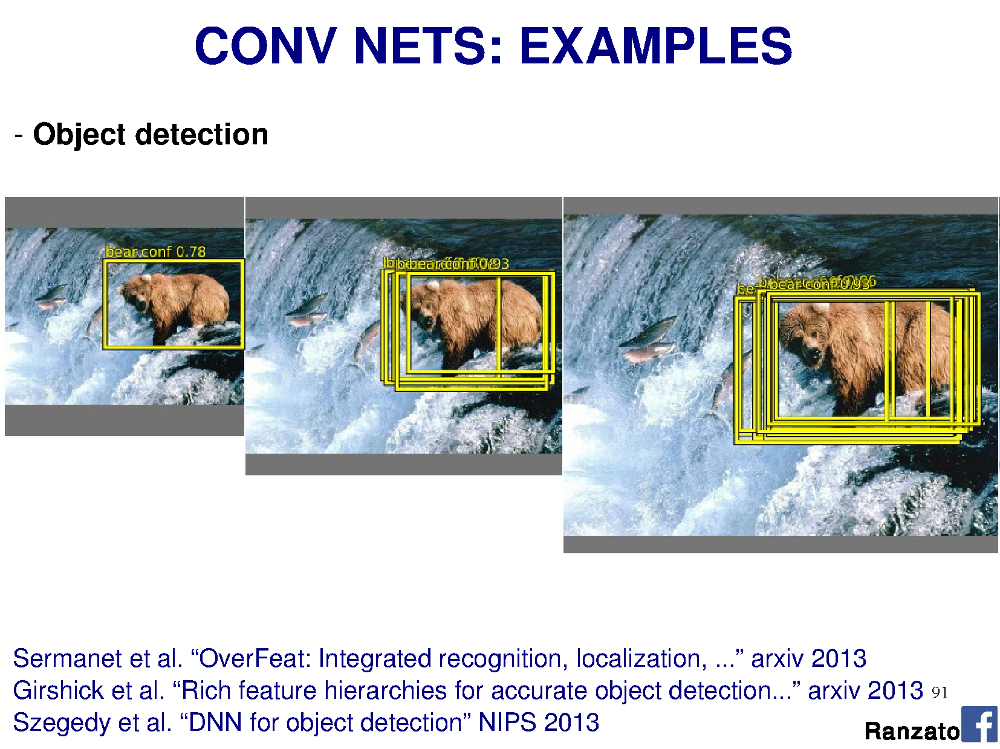 CONV NETS: EXAMPLES
- Object detection
bear conf 0.78
bear conf 0.93
bear conf 0.93
Sermanet et al. “OverFeat: Integrated recognition, localization, ...” arxiv 2013
Girshick et al. “Rich feature hierarchies for accurate object detection...” arxiv 2013
91
Szegedy et al. “DNN for object detection” NIPS 2013
Ranzato